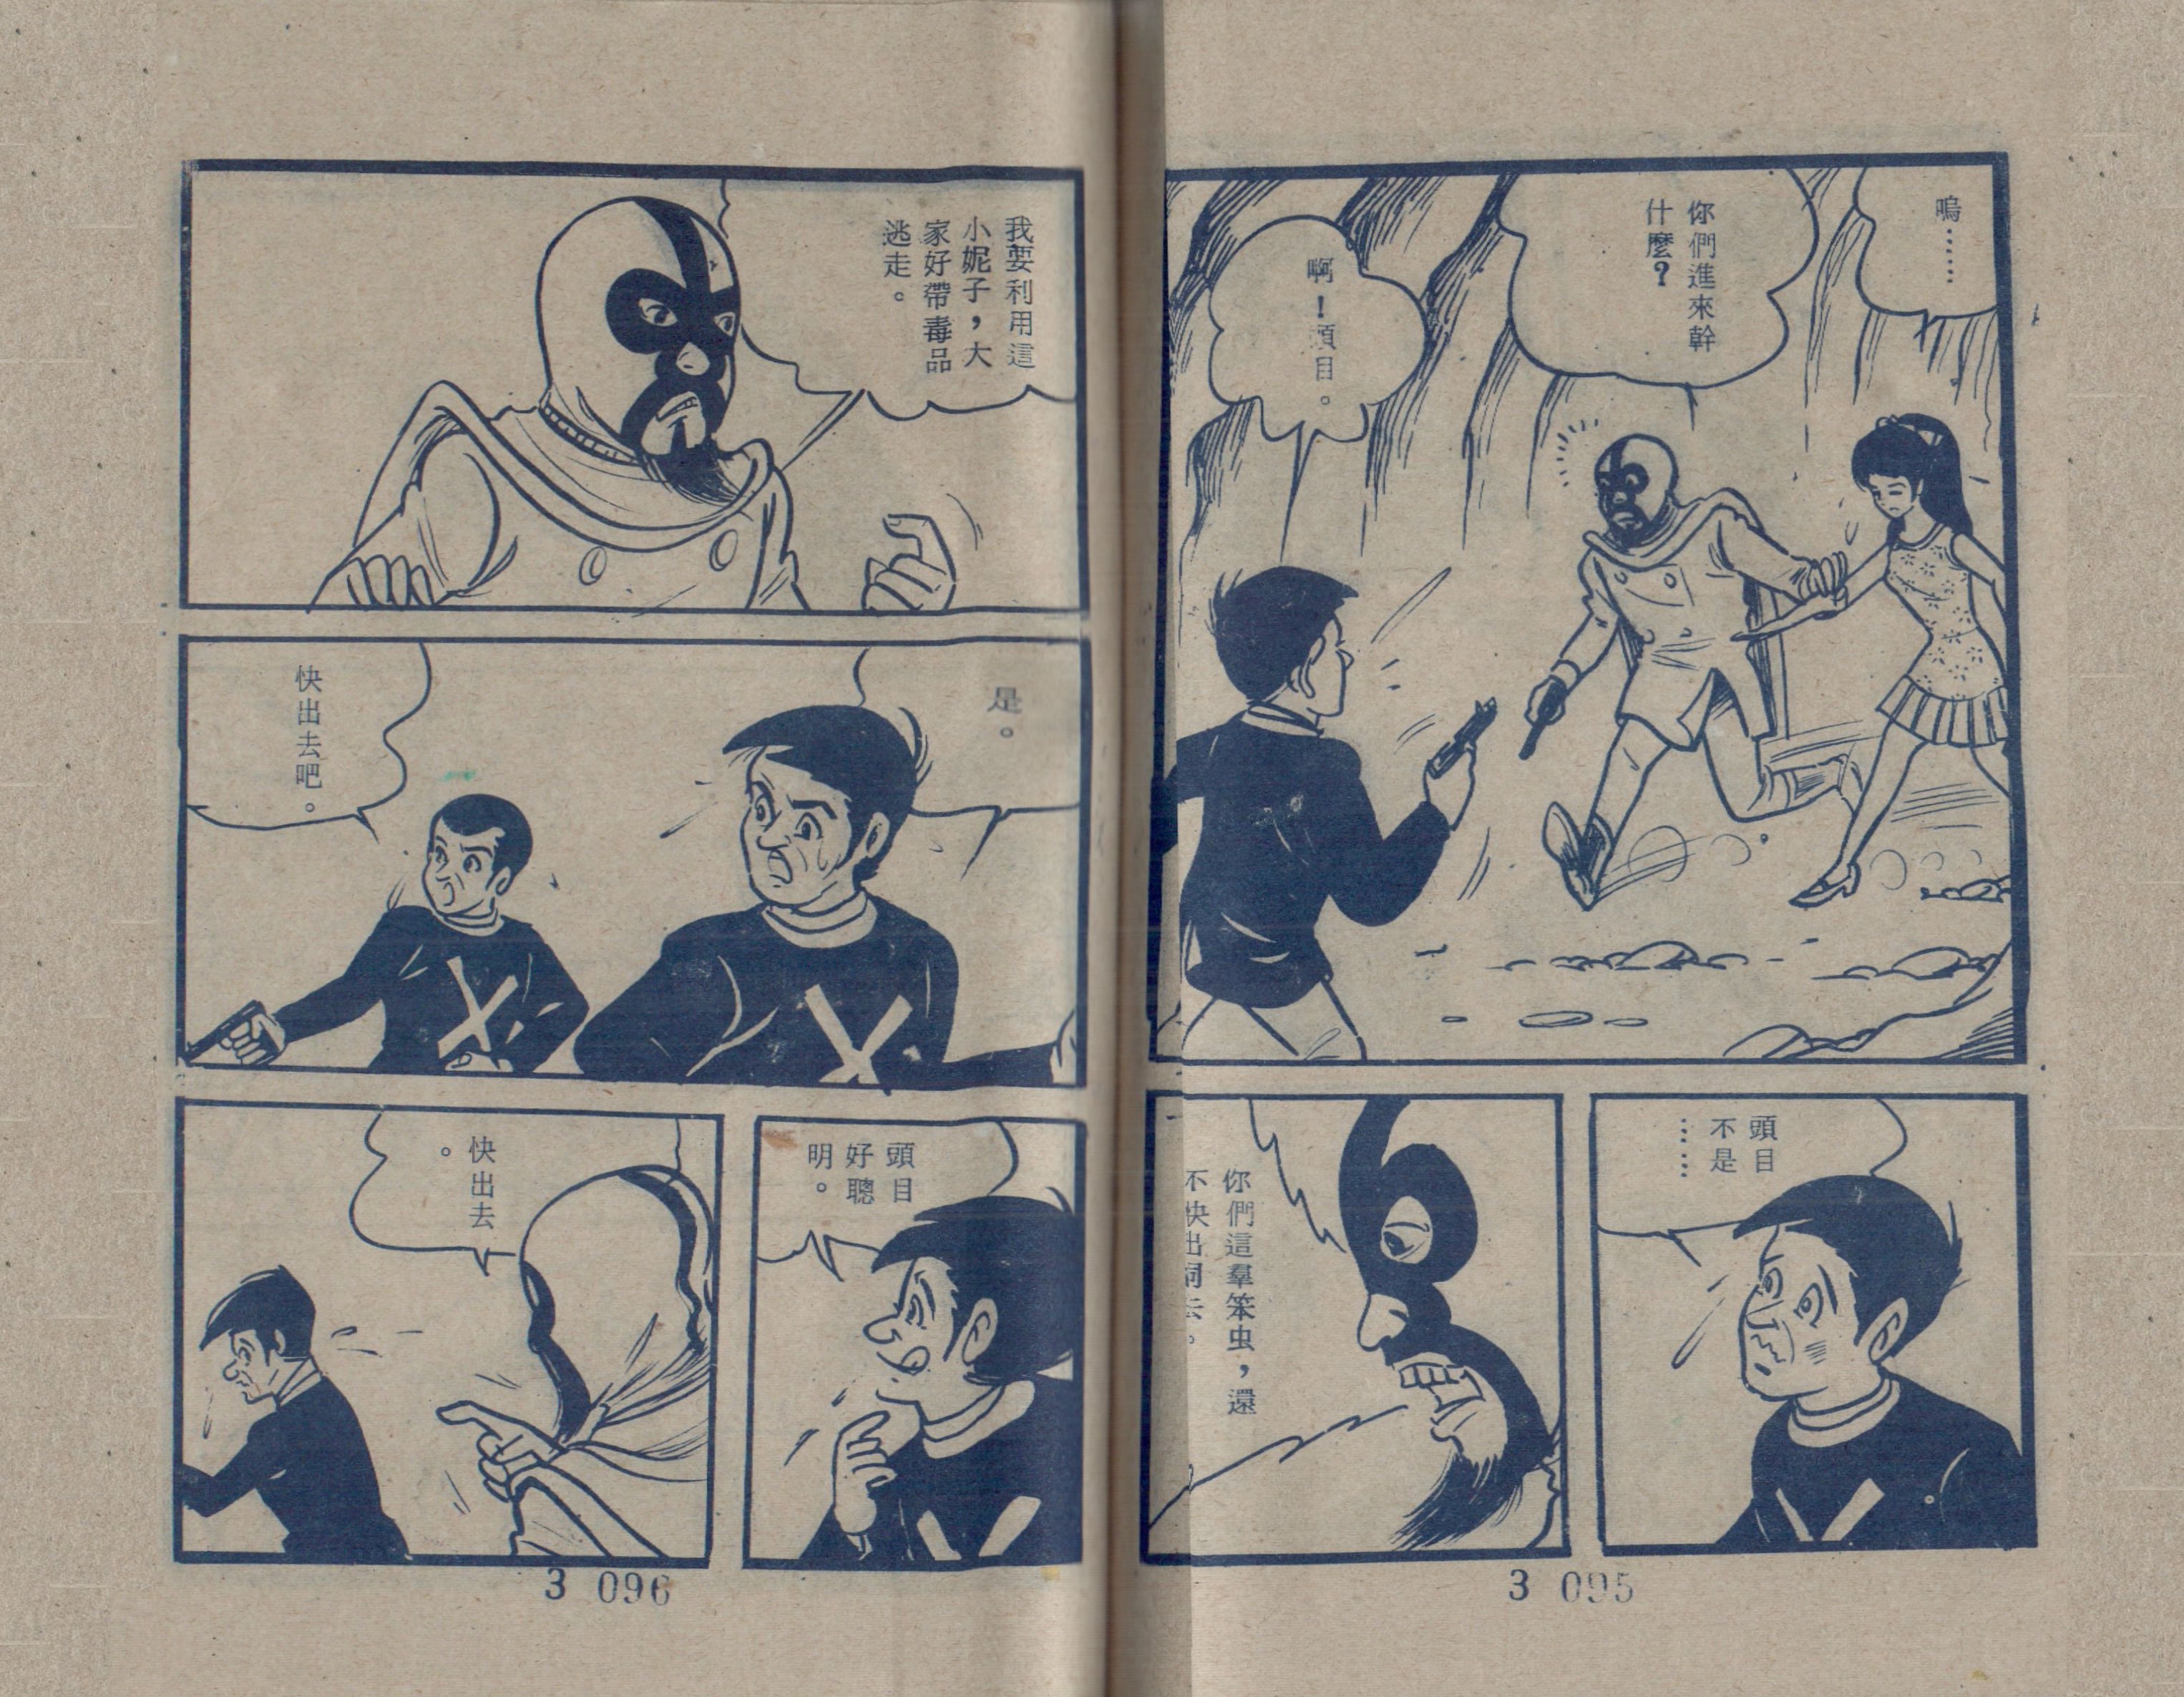 嗚⋯⋯
你們進來幹
什麼？
啊！頭目。
頭目
不是
⋯⋯
你們這羣笨虫，還
不快出洞去。
3 095
我要利用這
小妮子，大
家好帶毒品
逃走。
是。
快出去吧。
頭目
好聰
明。
快出去
。
3 096